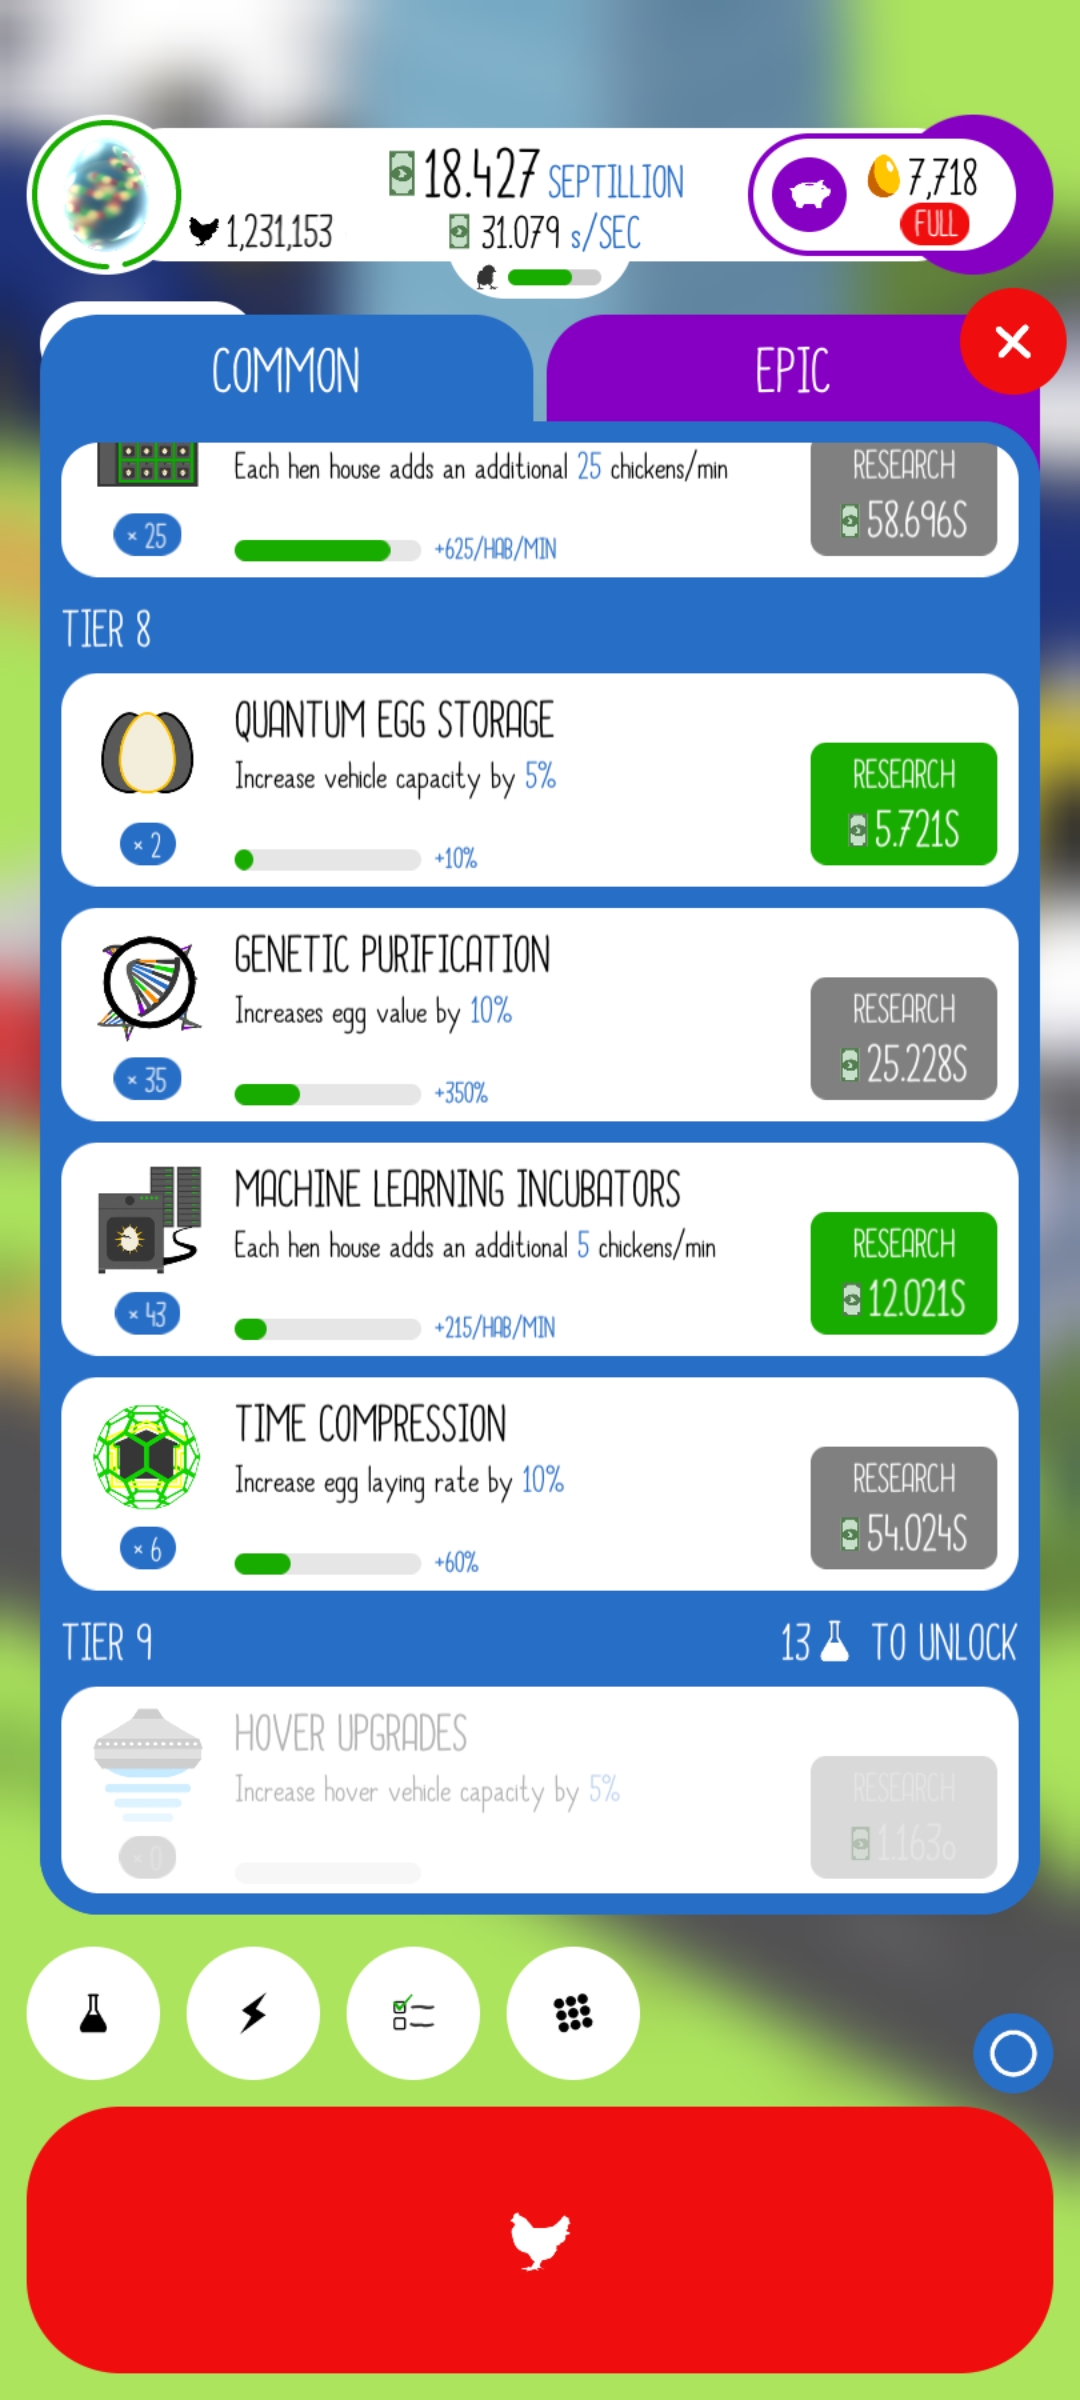 18.427 SEPTILLION
7,718
1,231,153
31.079 s/SEC
FULL
COMMON
EPIC
Each hen house adds an additional 25 chickens/min
RESEARCH
58.696S
× 25
+625/HAB/MIN
TIER 8
QUANTUM EGG STORAGE
Increase vehicle capacity by 5%
RESEARCH
5.721S
× 2
+10%
GENETIC PURIFICATION
Increases egg value by 10%
RESEARCH
25.228S
× 35
+350%
MACHINE LEARNING INCUBATORS
Each hen house adds an additional 5 chickens/min
RESEARCH
12.021S
× 43
+215/HAB/MIN
TIME COMPRESSION
Increase egg laying rate by 10%
RESEARCH
54.024S
× 6
+60%
TIER 9
13 TO UNLOCK
HOVER UPGRADES
Increase hover vehicle capacity by 5%
RESEARCH
1.163o
× 0